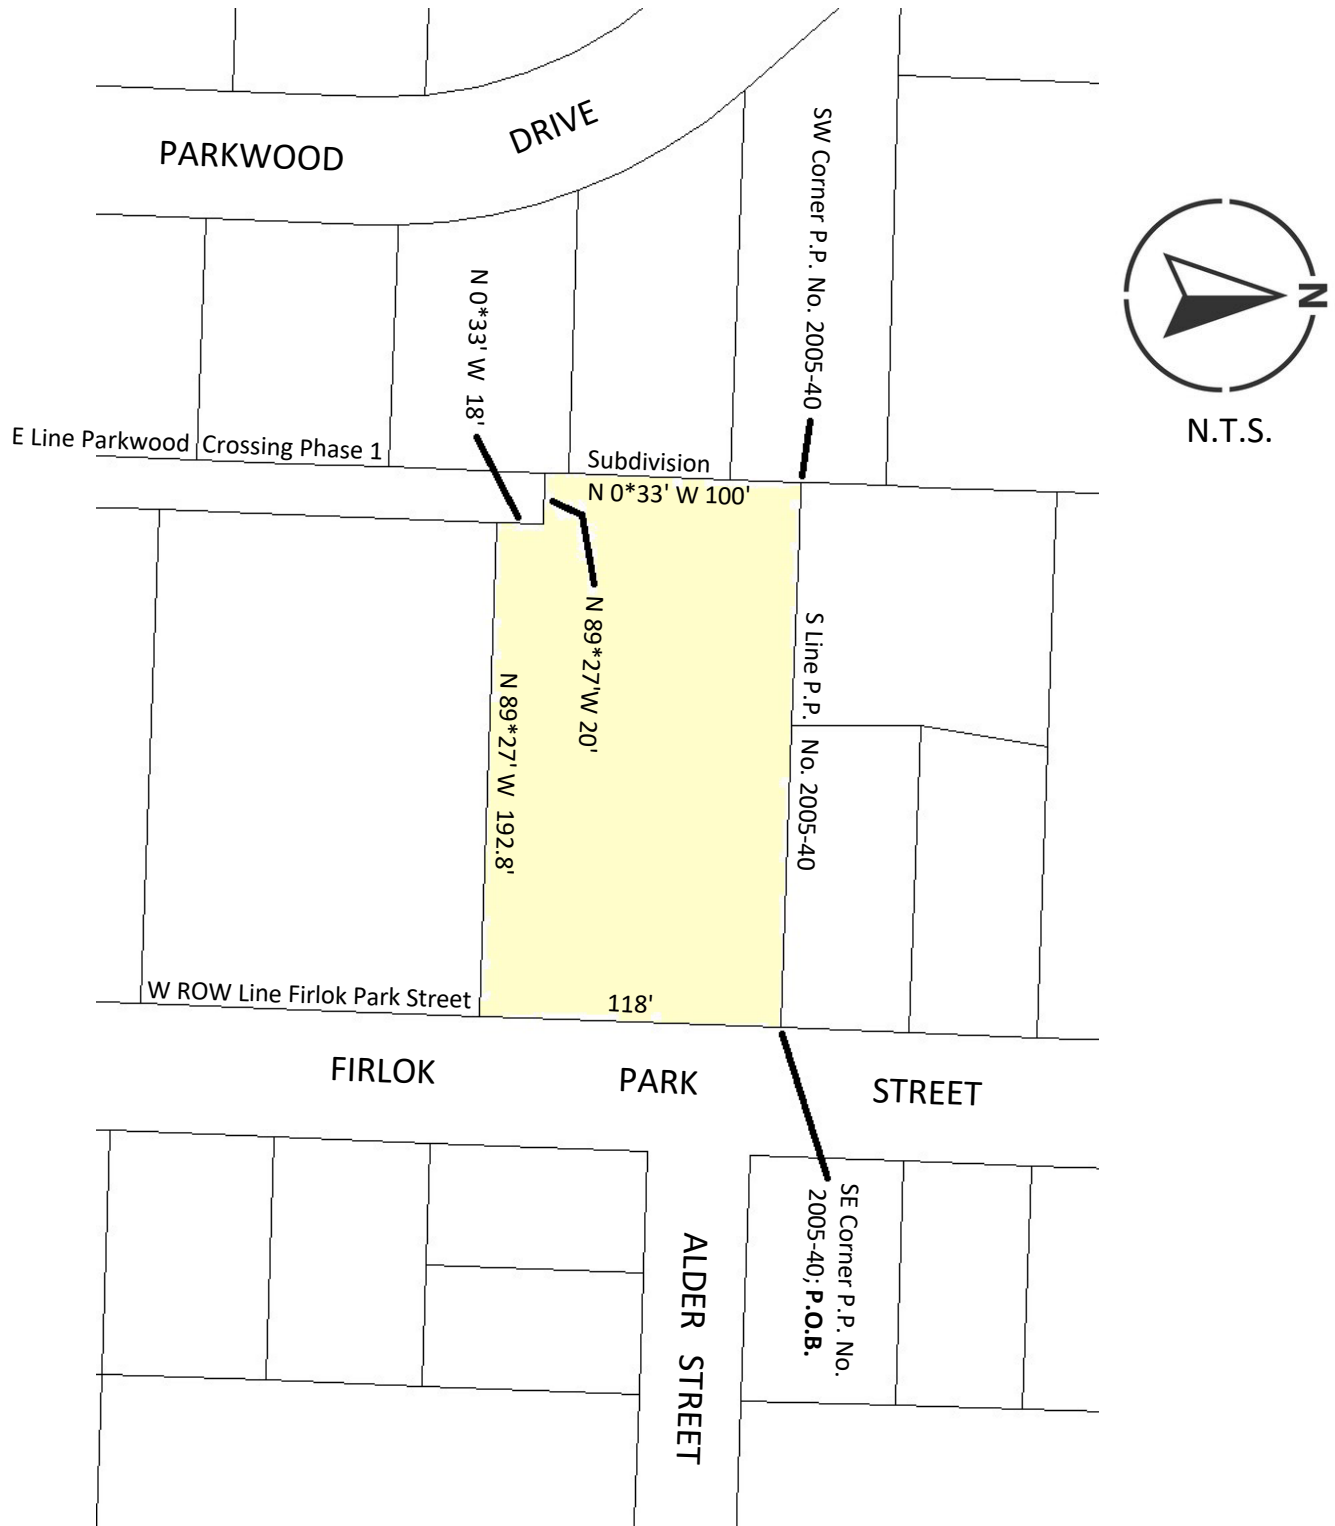 PARKWOOD DRIVE
SW Corner P.P. No. 2005-40
N
N.T.S.
N 0*33' W 18'
E Line Parkwood Crossing Phase 1 Subdivision
N 0*33' W 100'
N 89*27'W 20'
S Line P.P. No. 2005-40
N 89*27' W 192.8'
W ROW Line Firlok Park Street
118'
FIRLOK PARK STREET
SE Corner P.P. No.
2005-40; P.O.B.
ALDER STREET